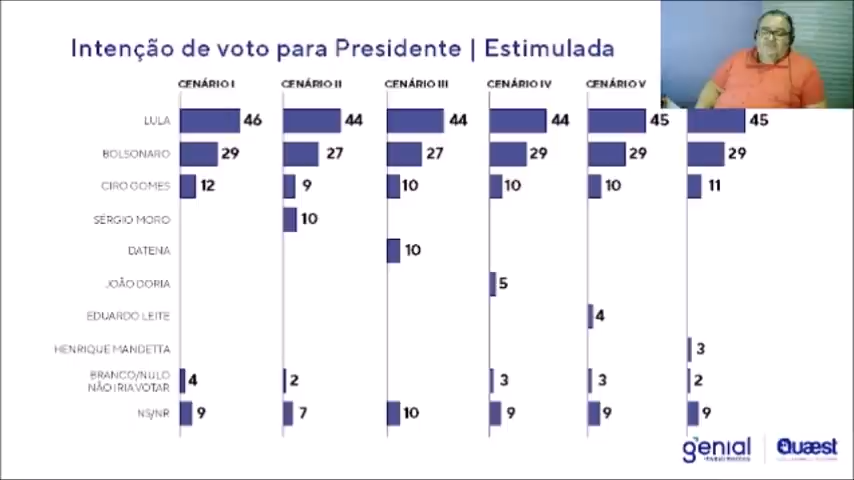 Intenção de voto para Presidente | Estimulada
CENÁRIO I CENÁRIO II CENÁRIO III CENÁRIO IV CENÁRIO V
LULA 46 44 44 44 45 45
BOLSONARO 29 27 27 29 29 29
CIRO GOMES 12 9 10 10 10 11
SÉRGIO MORO 10
DATENA 10
JOÃO DORIA 5
EDUARDO LEITE 4
HENRIQUE MANDETTA 3
BRANCO/NULO
NÃO IRIA VOTAR 4 2 3 3 2
NS/NR 9 7 10 9 9 9
genial Quæst